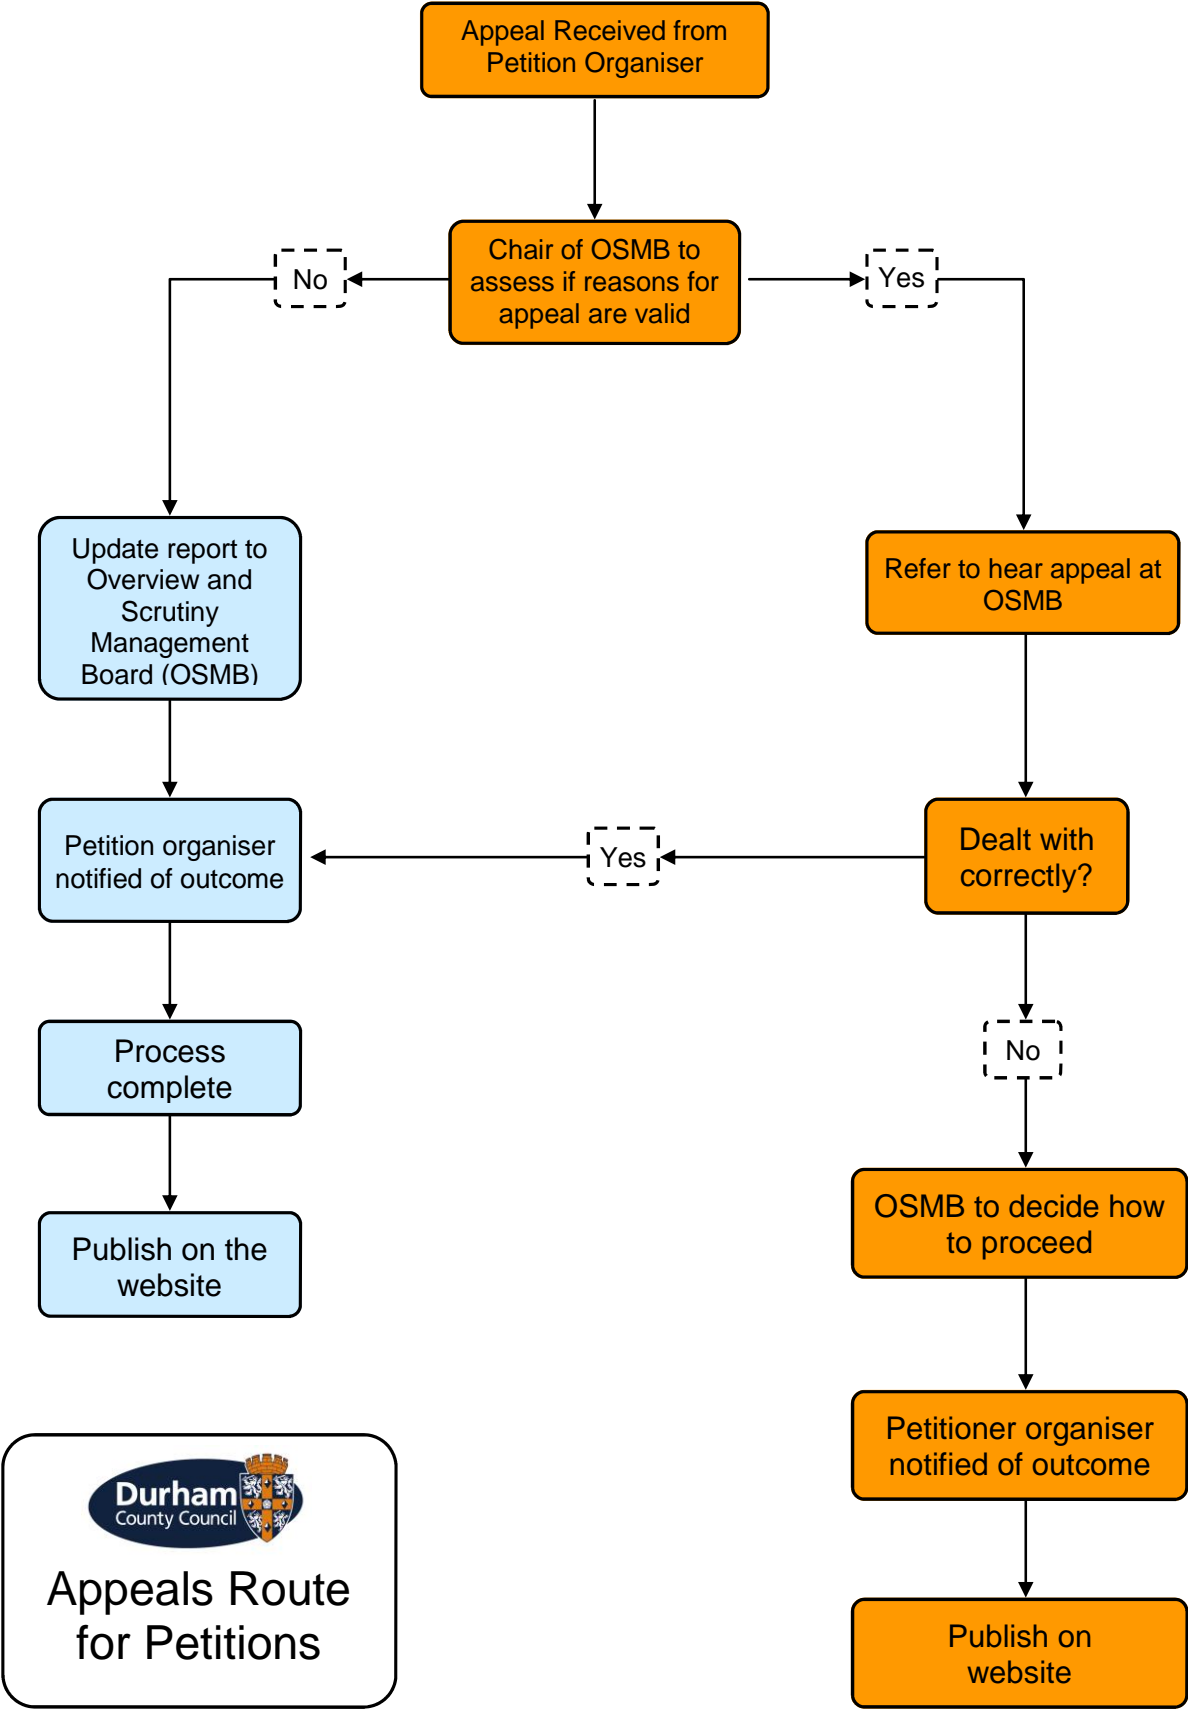 Appeal Received from
Petition Organiser
Chair of OSMB to
assess if reasons for
appeal are valid
No
Yes
Update report to
Overview and
Scrutiny
Management
Board (OSMB)
Refer to hear appeal at
OSMB
Petition organiser
notified of outcome
Yes
Dealt with
correctly?
Process
complete
No
Publish on the
website
OSMB to decide how
to proceed
Petitioner organiser
notified of outcome
Publish on
website
Durham
County Council
Appeals Route
for Petitions